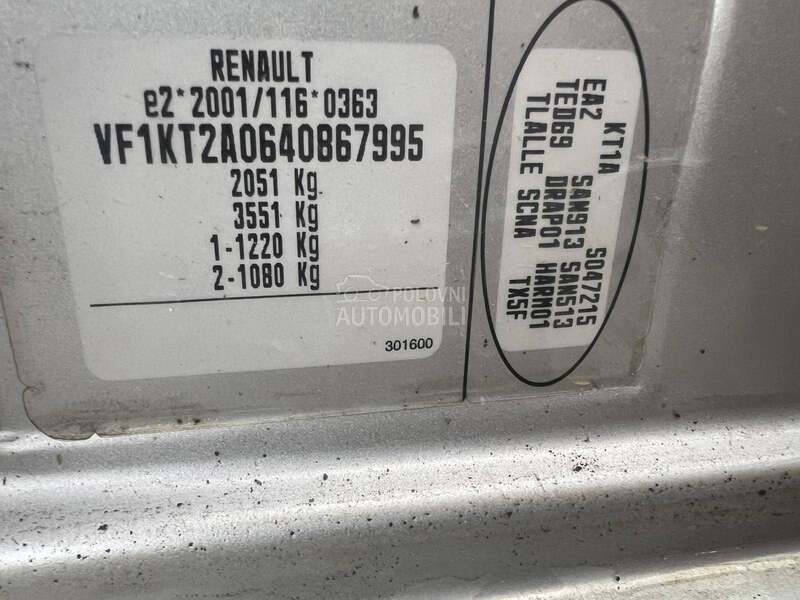 RENAULT
e2*2001/116*0363
VF1KT2A0640867995
2051 Kg
3551 Kg
1-1220 Kg
2-1080 Kg
301600
KT1A S047215
EA2 SAN913 SAN513
TED69 DRAP01 HARM01
TLALLE SCNA TX5F
POLOVNI
AUTOMOBILI